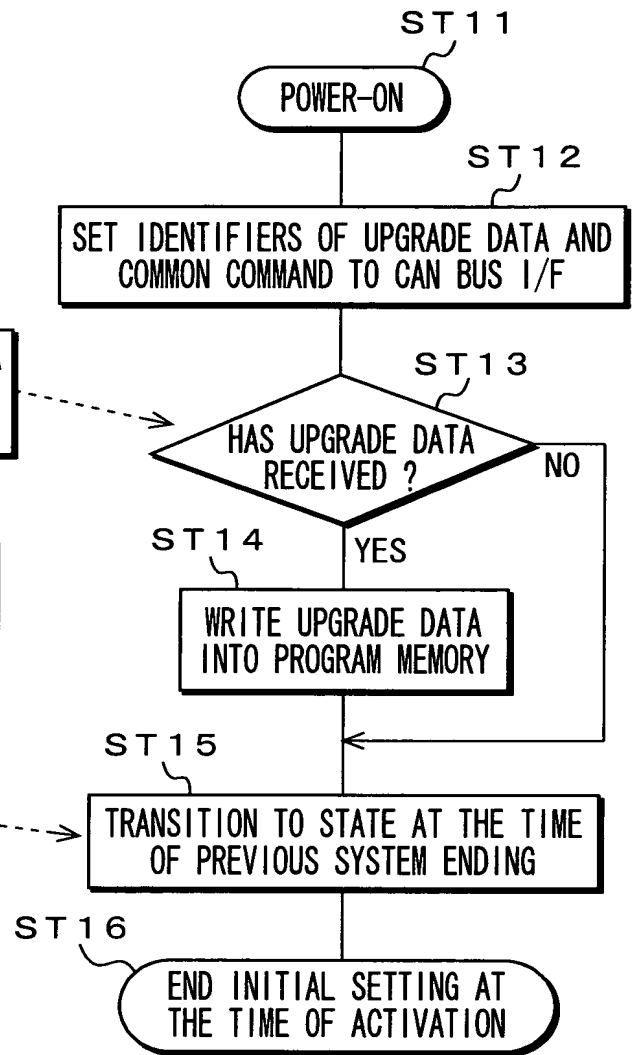 ST11
POWER-ON
ST12
SET IDENTIFIERS OF UPGRADE DATA AND
COMMON COMMAND TO CAN BUS I/F
A
ST13
HAS UPGRADE DATA
RECEIVED ?
NO
ST14
YES
WRITE UPGRADE DATA
INTO PROGRAM MEMORY
ST15
TRANSITION TO STATE AT THE TIME
OF PREVIOUS SYSTEM ENDING
ST16
END INITIAL SETTING AT
THE TIME OF ACTIVATION